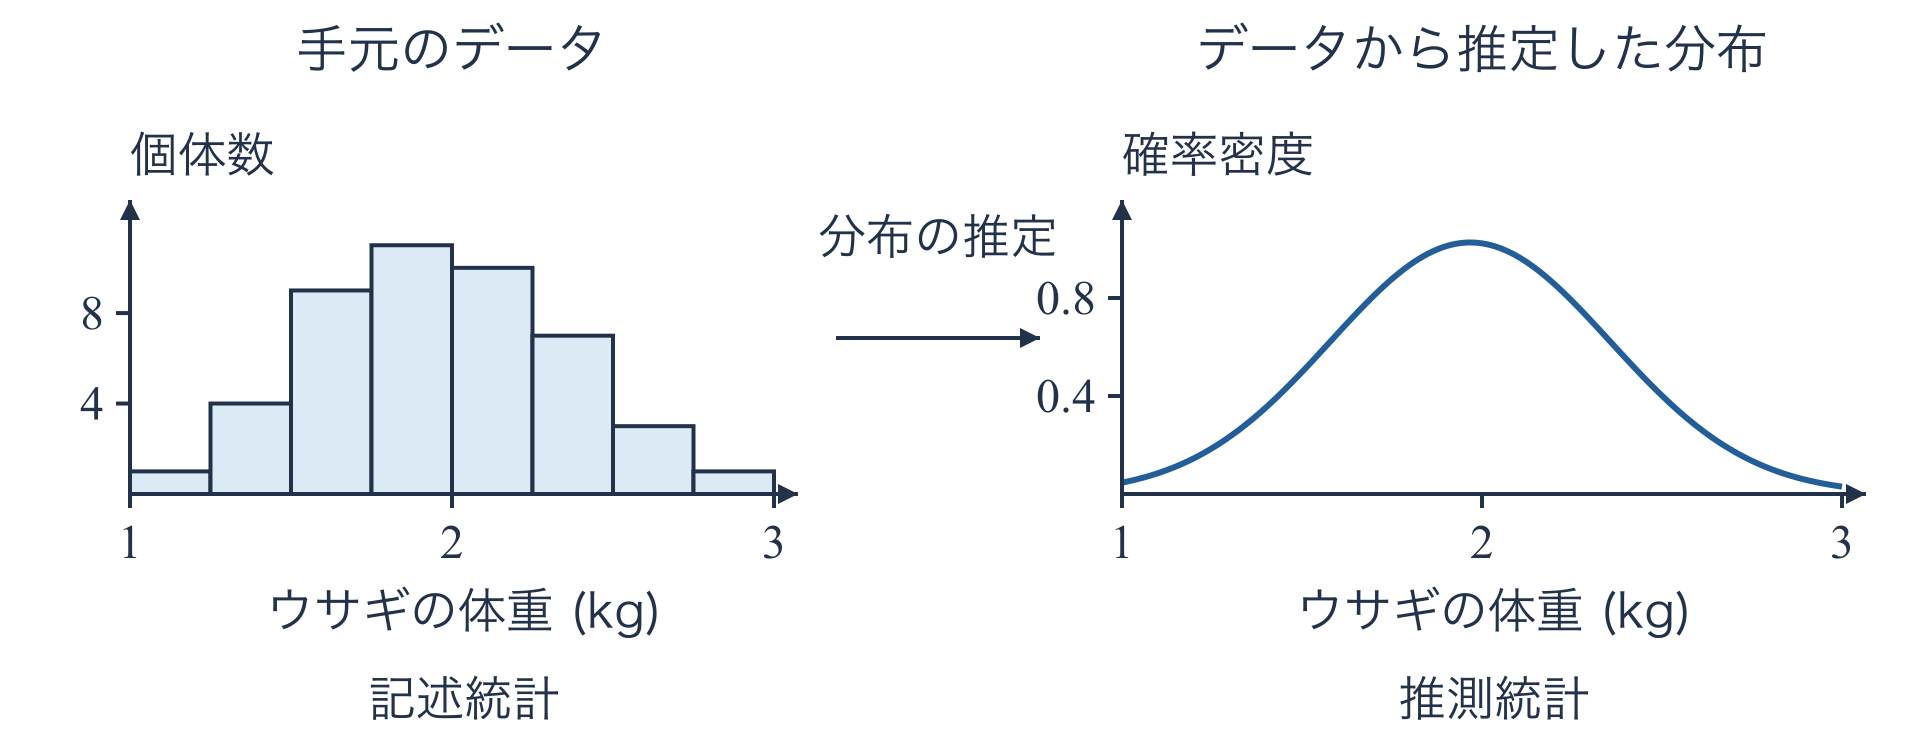 手元のデータ
個体数
8
4
1 2 3
ウサギの体重 (kg)
記述統計
分布の推定
データから推定した分布
確率密度
0.8
0.4
1 2 3
ウサギの体重 (kg)
推測統計